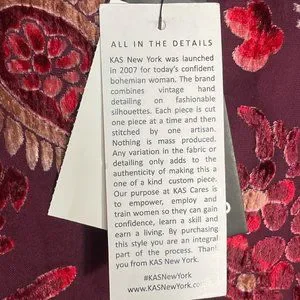 ALL IN THE DETAILS
KAS New York was launched
in 2007 for today's confident
bohemian woman. The brand
combines vintage hand
detailing on fashionable
silhouettes. Each piece is cut
one piece at a time and then
stitched by one artisan.
Nothing is mass produced.
Any variation in the fabric or
detailing only adds to the
authenticity of making this a
one of kind custom piece.
Our purpose at KAS Cares is
to empower, employ and
train women so they can gain
confidence, learn a skill and
earn a living. By purchasing
this style you are an integral
part of the process. Thank
you from KAS New York.
#KASNewYork
www.KASNewYork.